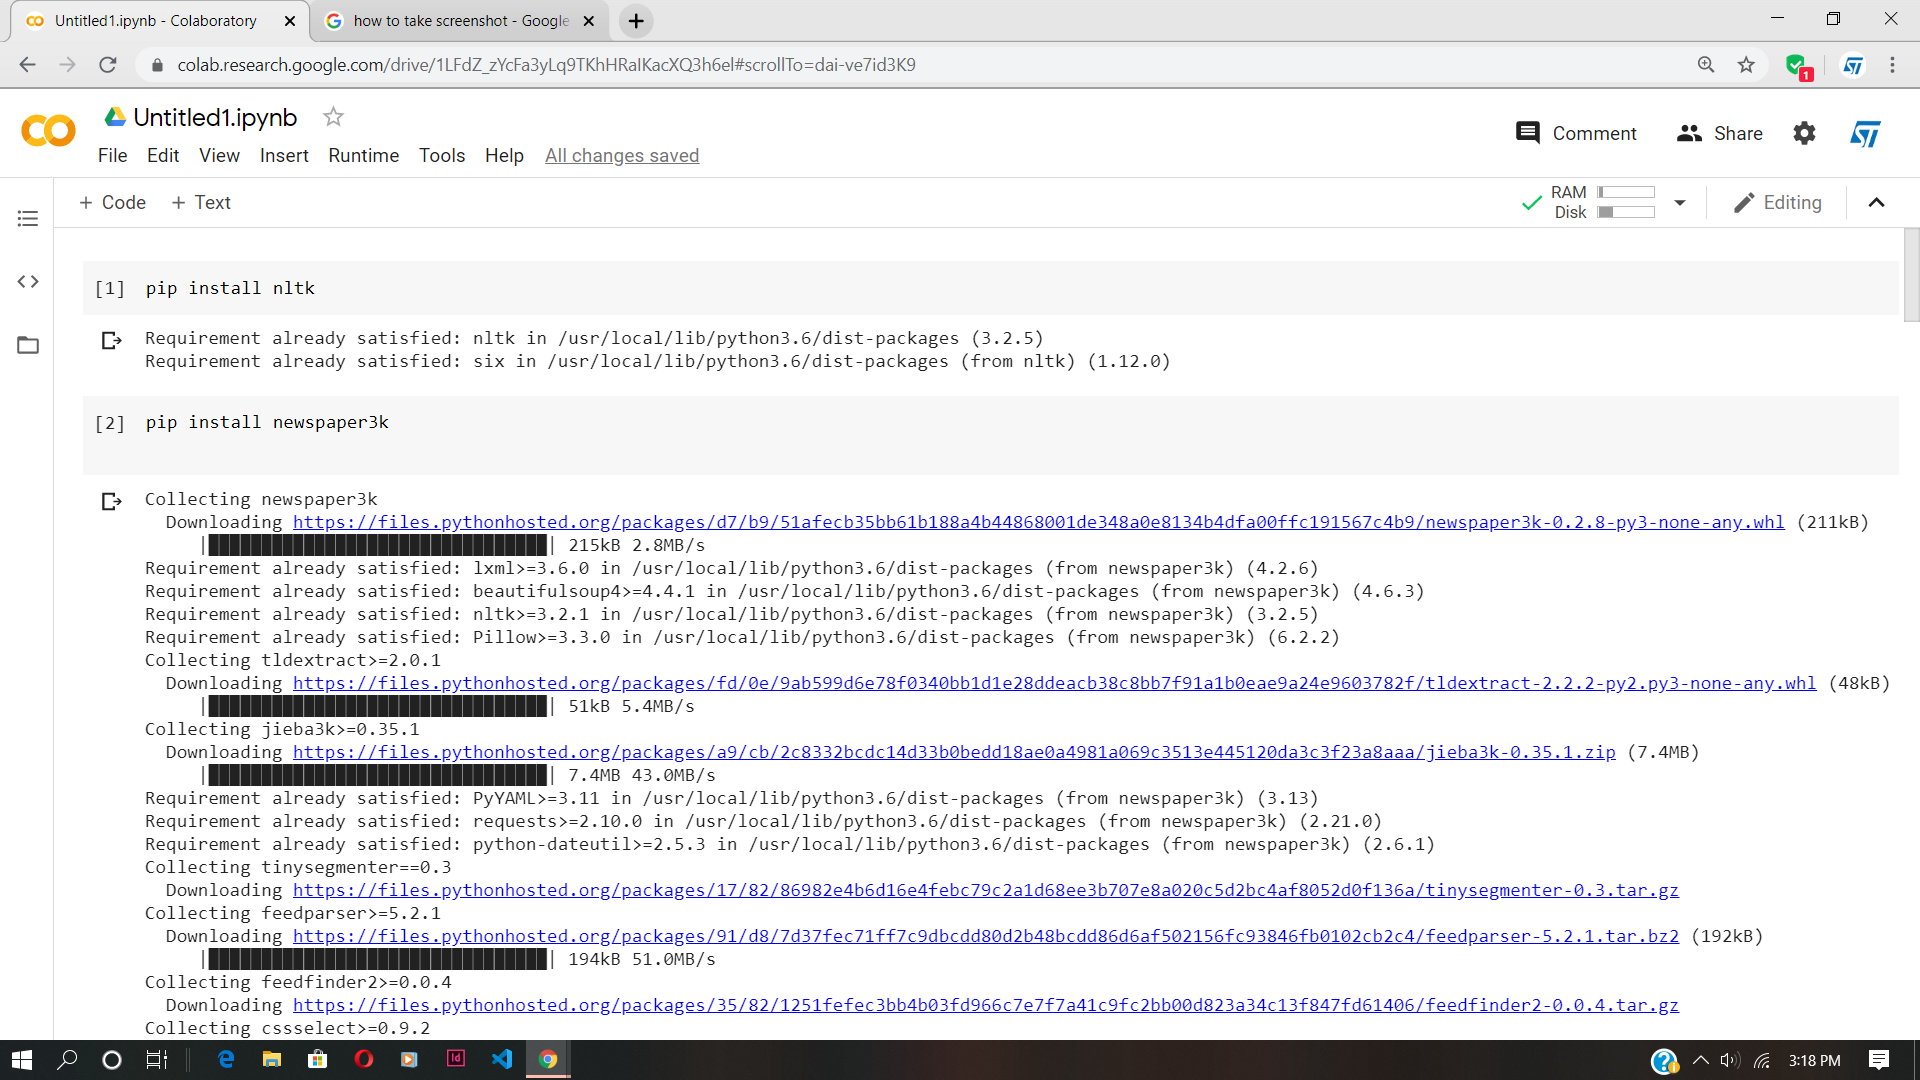 Untitled1.ipynb - Colaboratory
how to take screenshot - Google
colab.research.google.com/drive/1LFdZ_zYcFa3yLq9TKhHRaIKacXQ3h6el#scrollTo=dai-ve7id3K9
1
Untitled1.ipynb
File Edit View Insert Runtime Tools Help All changes saved
Comment Share
+ Code + Text
RAM
Disk
Editing
[1] pip install nltk
Requirement already satisfied: nltk in /usr/local/lib/python3.6/dist-packages (3.2.5)
Requirement already satisfied: six in /usr/local/lib/python3.6/dist-packages (from nltk) (1.12.0)
[2] pip install newspaper3k
Collecting newspaper3k
Downloading https://files.pythonhosted.org/packages/d7/b9/51afecb35bb61b188a4b44868001de348a0e8134b4dfa00ffc191567c4b9/newspaper3k-0.2.8-py3-none-any.whl (211kB)
215kB 2.8MB/s
Requirement already satisfied: lxml>=3.6.0 in /usr/local/lib/python3.6/dist-packages (from newspaper3k) (4.2.6)
Requirement already satisfied: beautifulsoup4>=4.4.1 in /usr/local/lib/python3.6/dist-packages (from newspaper3k) (4.6.3)
Requirement already satisfied: nltk>=3.2.1 in /usr/local/lib/python3.6/dist-packages (from newspaper3k) (3.2.5)
Requirement already satisfied: Pillow>=3.3.0 in /usr/local/lib/python3.6/dist-packages (from newspaper3k) (6.2.2)
Collecting tldextract>=2.0.1
Downloading https://files.pythonhosted.org/packages/fd/0e/9ab599d6e78f0340bb1d1e28ddeacb38c8bb7f91a1b0eae9a24e9603782f/tldextract-2.2.2-py2.py3-none-any.whl (48kB)
51kB 5.4MB/s
Collecting jieba3k>=0.35.1
Downloading https://files.pythonhosted.org/packages/a9/cb/2c8332bcdc14d33b0bedd18ae0a4981a069c3513e445120da3c3f23a8aaa/jieba3k-0.35.1.zip (7.4MB)
7.4MB 43.0MB/s
Requirement already satisfied: PyYAML>=3.11 in /usr/local/lib/python3.6/dist-packages (from newspaper3k) (3.13)
Requirement already satisfied: requests>=2.10.0 in /usr/local/lib/python3.6/dist-packages (from newspaper3k) (2.21.0)
Requirement already satisfied: python-dateutil>=2.5.3 in /usr/local/lib/python3.6/dist-packages (from newspaper3k) (2.6.1)
Collecting tinysegmenter==0.3
Downloading https://files.pythonhosted.org/packages/17/82/86982e4b6d16e4febc79c2a1d68ee3b707e8a020c5d2bc4af8052d0f136a/tinysegmenter-0.3.tar.gz
Collecting feedparser>=5.2.1
Downloading https://files.pythonhosted.org/packages/91/d8/7d37fec71ff7c9dbcdd80d2b48bcdd86d6af502156fc93846fb0102cb2c4/feedparser-5.2.1.tar.bz2 (192kB)
194kB 51.0MB/s
Collecting feedfinder2>=0.0.4
Downloading https://files.pythonhosted.org/packages/35/82/1251fefec3bb4b03fd966c7e7f7a41c9fc2bb00d823a34c13f847fd61406/feedfinder2-0.0.4.tar.gz
Collecting cssselect>=0.9.2
3:18 PM